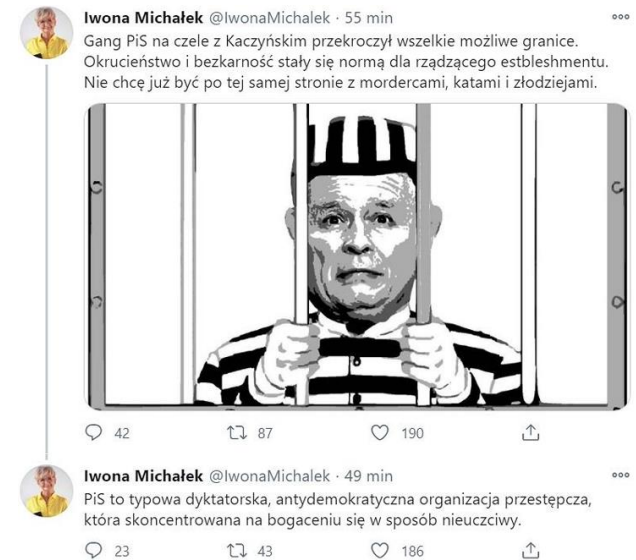 Iwona Michałek @IwonaMichalek · 55 min
Gang PiS na czele z Kaczyńskim przekroczył wszelkie możliwe granice.
Okrucieństwo i bezkarność stały się normą dla rządzącego estbleshmentu.
Nie chcę już być po tej samej stronie z mordercami, katami i złodziejami.
42 87 190
Iwona Michałek @IwonaMichalek · 49 min
PiS to typowa dyktatorska, antydemokratyczna organizacja przestępcza,
która skoncentrowana na bogaceniu się w sposób nieuczciwy.
23 43 186